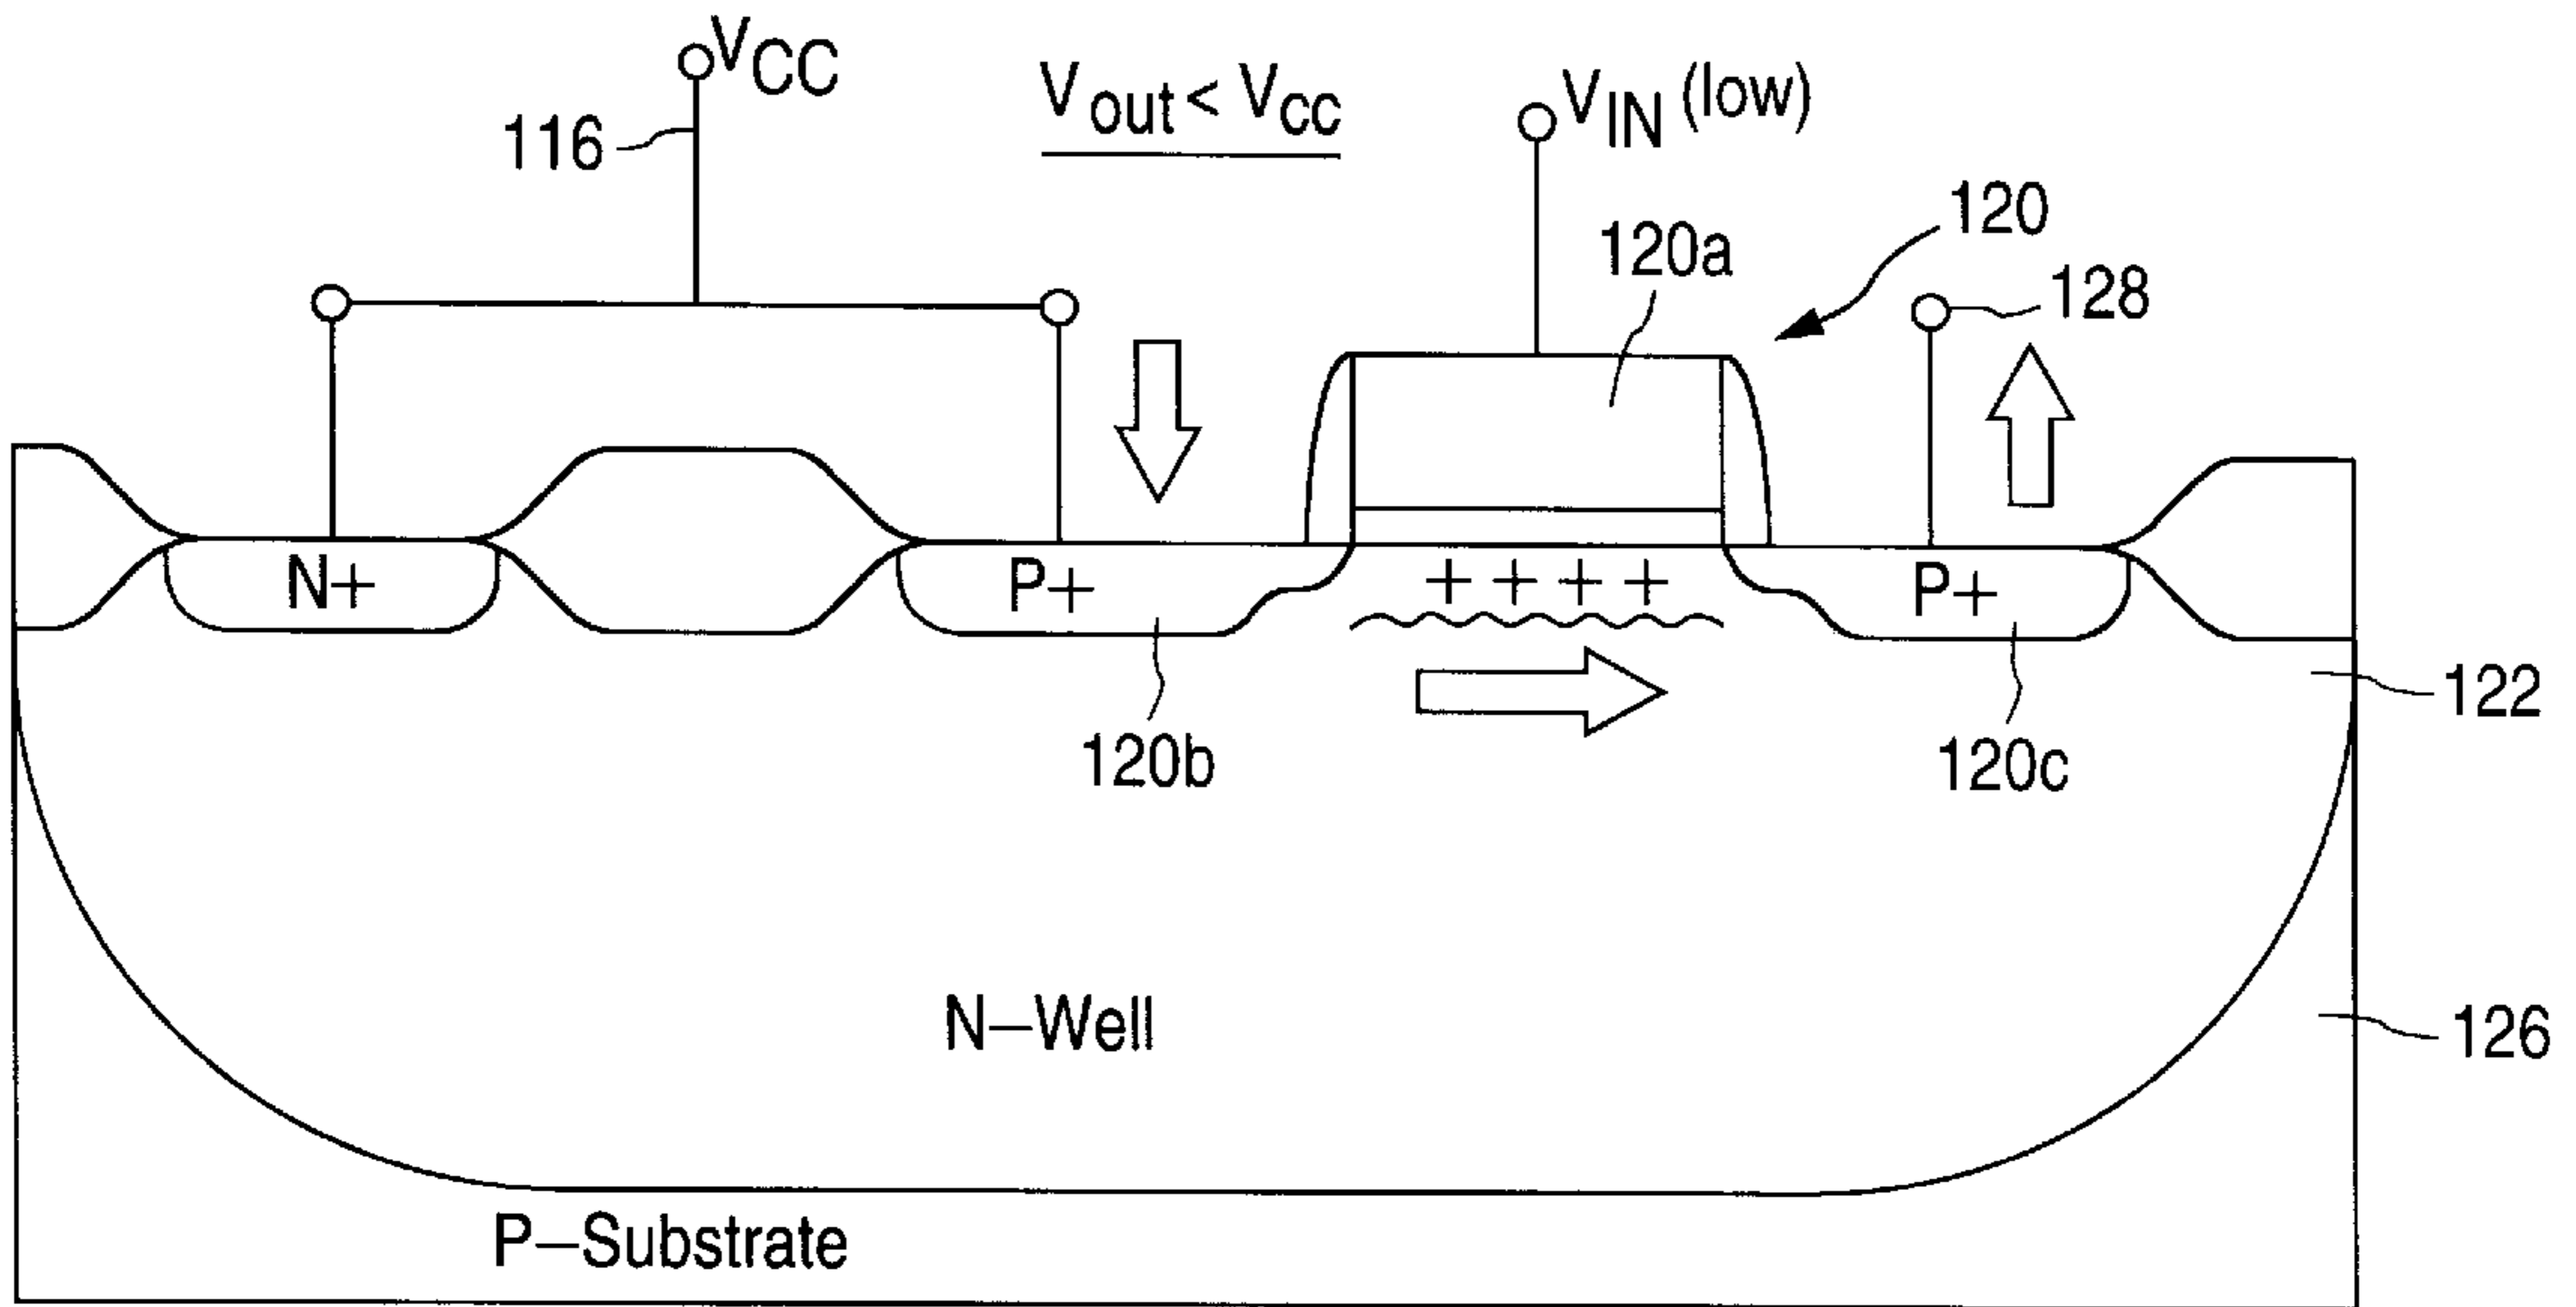 VCC
Vout < Vcc
VIN (low)
116
120
120a
128
N+
P+
+ + + +
P+
122
120b
120c
N–Well
126
P–Substrate